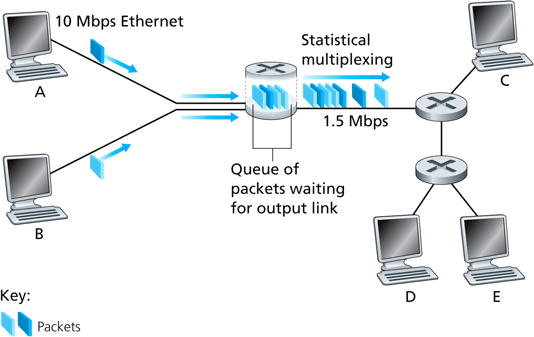 10 Mbps Ethernet
A
B
Statistical
multiplexing
1.5 Mbps
Queue of
packets waiting
for output link
C
D
E
Key:
Packets